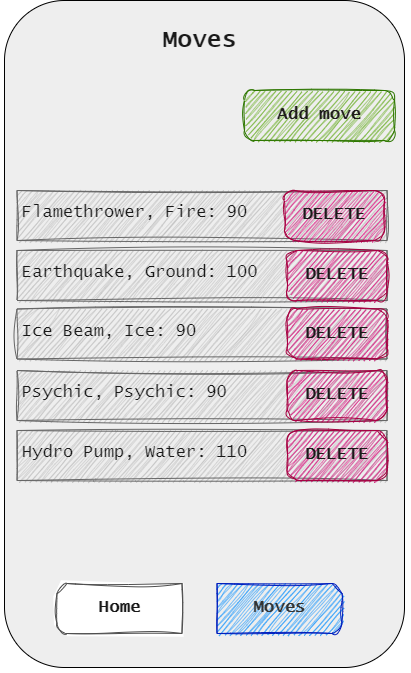 Moves
Add move
Flamethrower, Fire: 90 DELETE
Earthquake, Ground: 100 DELETE
Ice Beam, Ice: 90 DELETE
Psychic, Psychic: 90 DELETE
Hydro Pump, Water: 110 DELETE
Home Moves